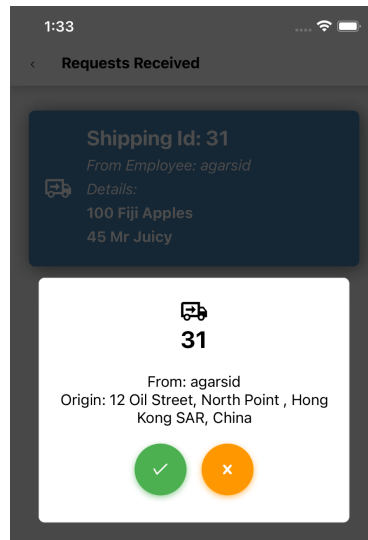 1:33
Requests Received
Shipping Id: 31
From Employee: agarsid
Details:
100 Fiji Apples
45 Mr Juicy
31
From: agarsid
Origin: 12 Oil Street, North Point , Hong
Kong SAR, China